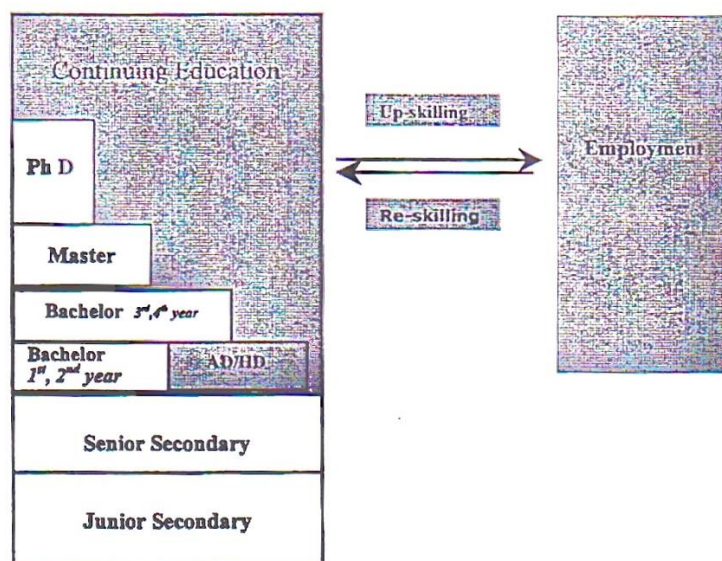 Continuing Education
Up-skilling
Employment
Ph D
Re-skilling
Master
Bachelor 3rd,4th year
Bachelor
1st, 2nd year
AD/HD
Senior Secondary
Junior Secondary